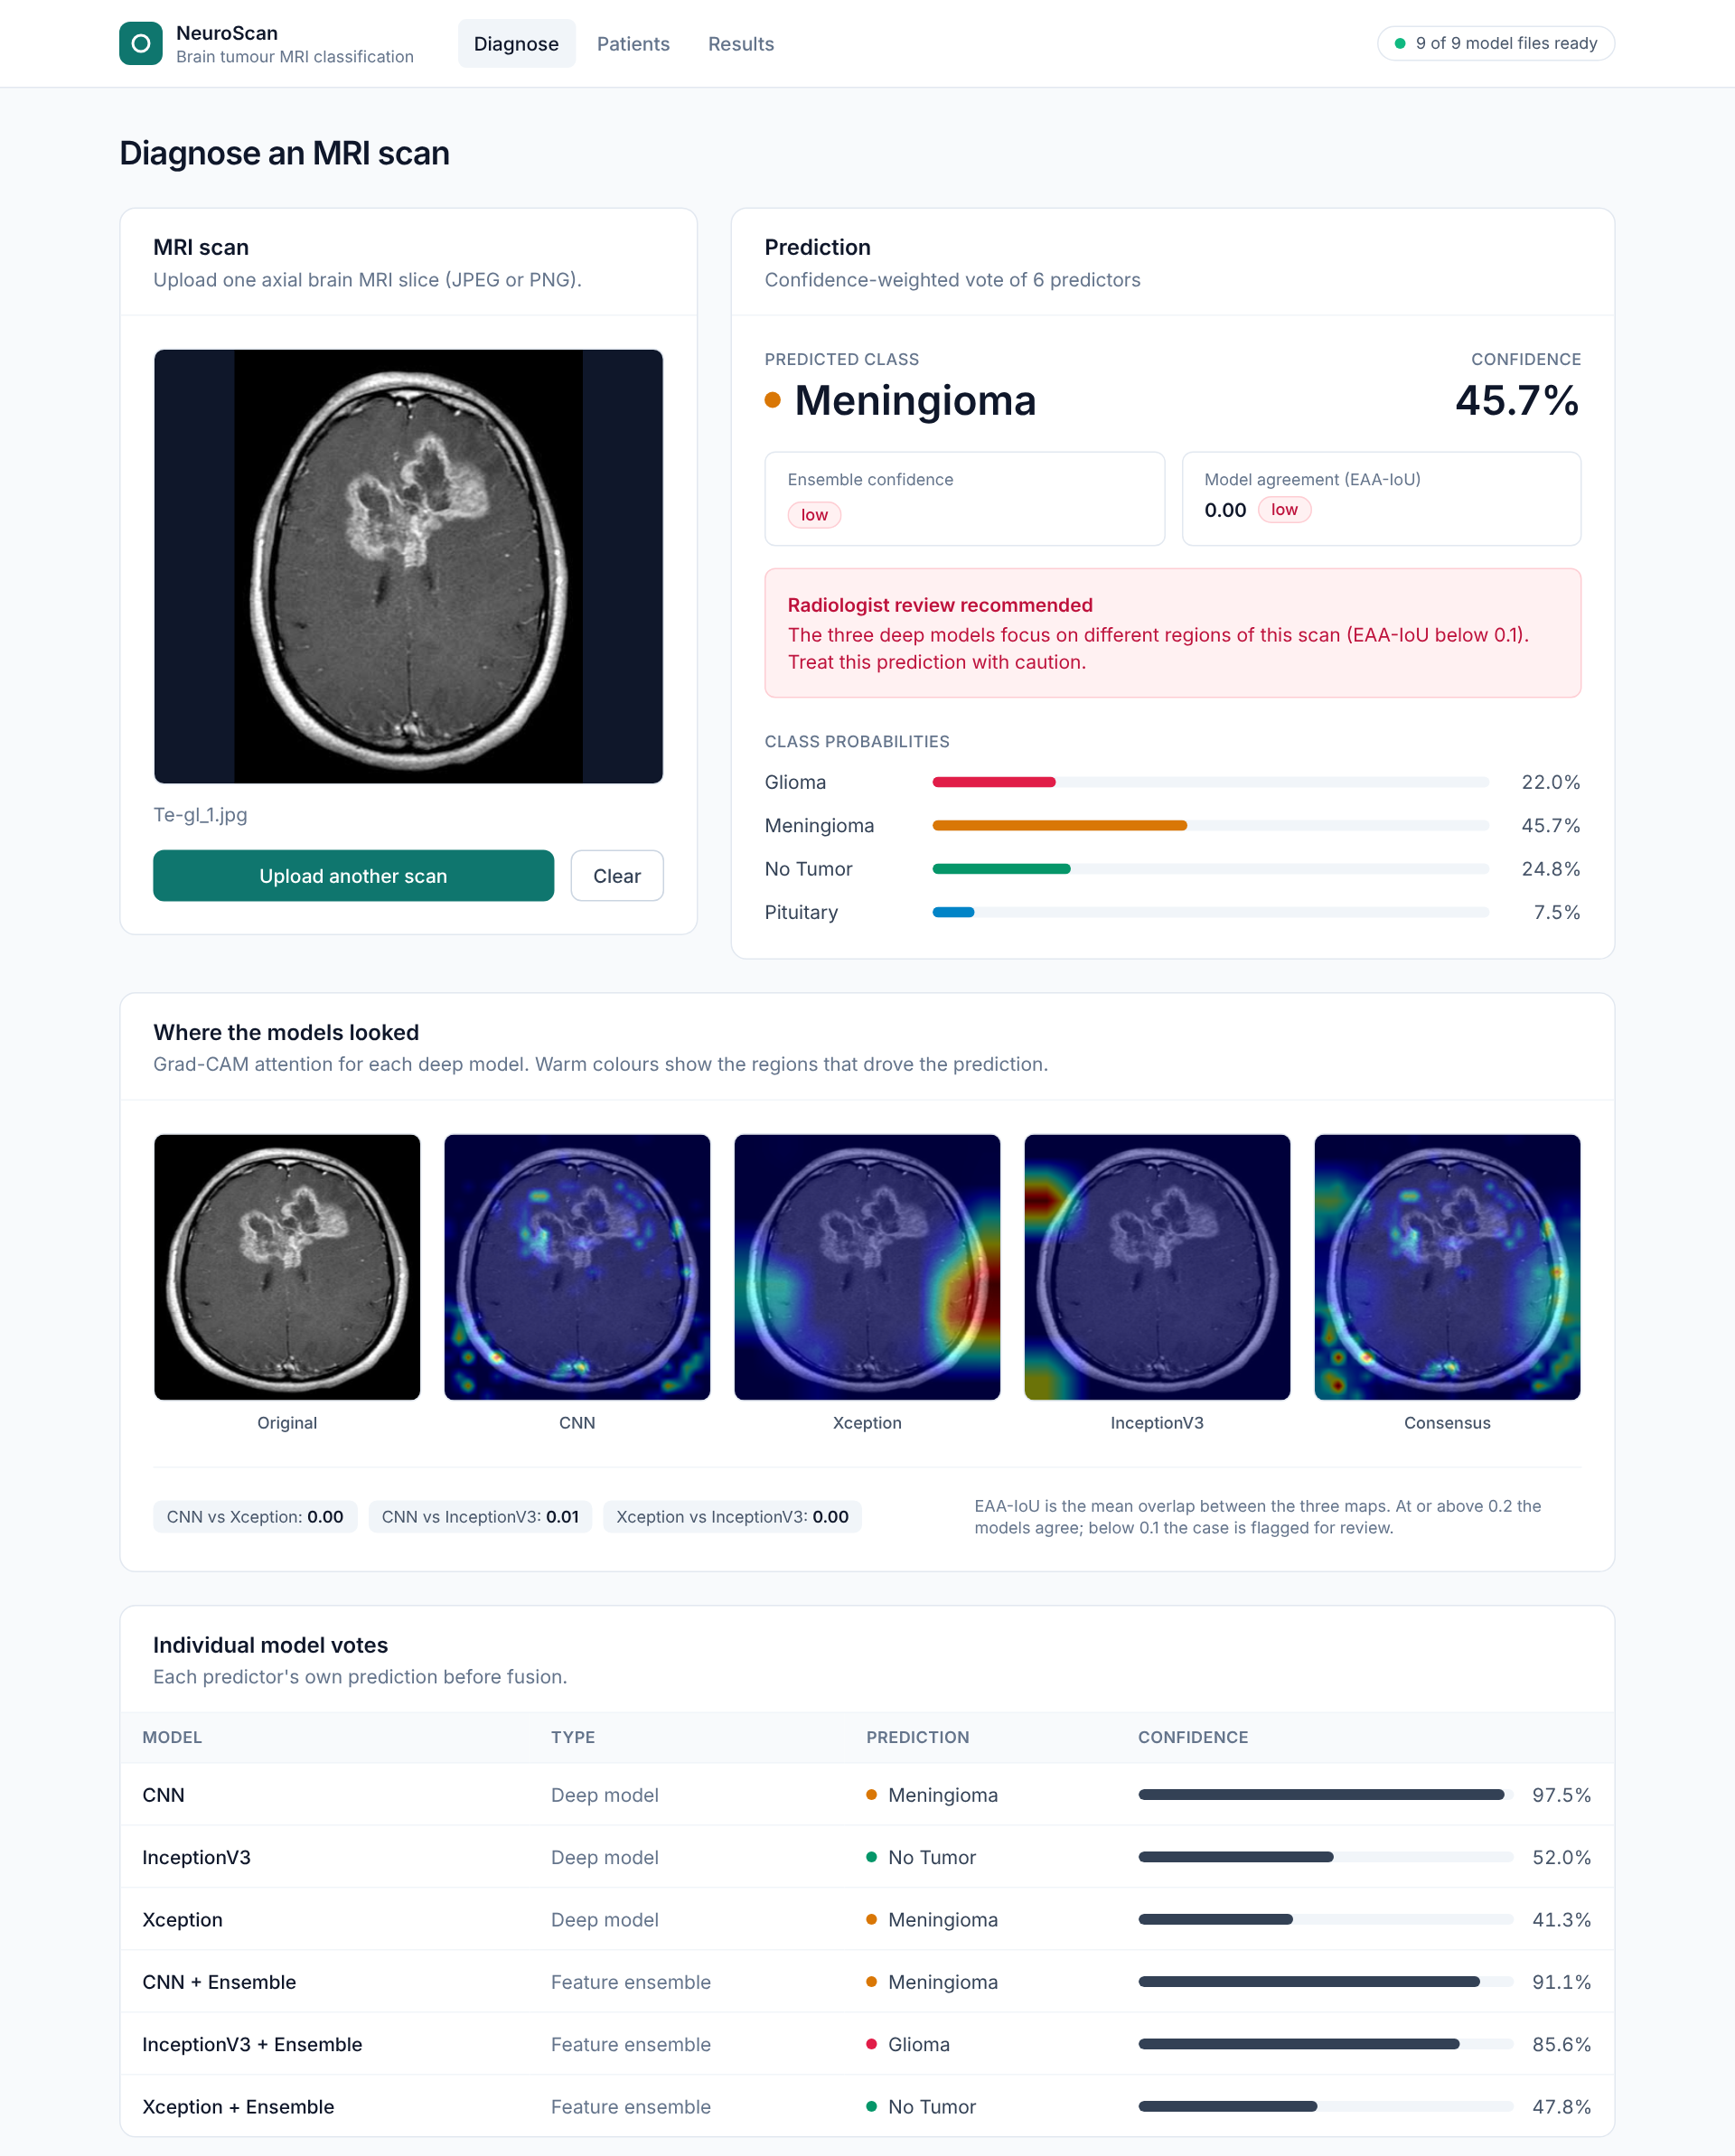 NeuroScan
Brain tumour MRI classification
Diagnose
Patients
Results
9 of 9 model files ready
Diagnose an MRI scan
MRI scan
Upload one axial brain MRI slice (JPEG or PNG).
Te-gl_1.jpg
Upload another scan
Clear
Prediction
Confidence-weighted vote of 6 predictors
PREDICTED CLASS
Meningioma
CONFIDENCE
45.7%
Ensemble confidence
low
Model agreement (EAA-IoU)
0.00 low
Radiologist review recommended
The three deep models focus on different regions of this scan (EAA-IoU below 0.1).
Treat this prediction with caution.
CLASS PROBABILITIES
Glioma 22.0%
Meningioma 45.7%
No Tumor 24.8%
Pituitary 7.5%
Where the models looked
Grad-CAM attention for each deep model. Warm colours show the regions that drove the prediction.
Original
CNN
Xception
InceptionV3
Consensus
CNN vs Xception: 0.00
CNN vs InceptionV3: 0.01
Xception vs InceptionV3: 0.00
EAA-IoU is the mean overlap between the three maps. At or above 0.2 the
models agree; below 0.1 the case is flagged for review.
Individual model votes
Each predictor's own prediction before fusion.
MODEL TYPE PREDICTION CONFIDENCE
CNN Deep model Meningioma 97.5%
InceptionV3 Deep model No Tumor 52.0%
Xception Deep model Meningioma 41.3%
CNN + Ensemble Feature ensemble Meningioma 91.1%
InceptionV3 + Ensemble Feature ensemble Glioma 85.6%
Xception + Ensemble Feature ensemble No Tumor 47.8%